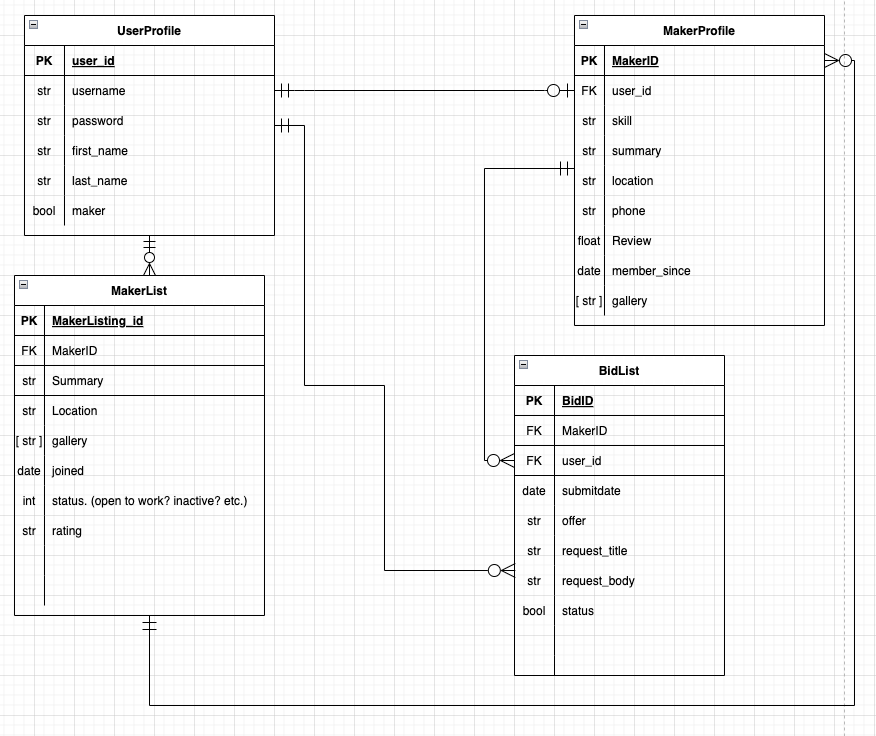 UserProfile
PK user_id
str username
str password
str first_name
str last_name
bool maker
MakerProfile
PK MakerID
FK user_id
str skill
str summary
str location
str phone
float Review
date member_since
[ str ] gallery
MakerList
PK MakerListing_id
FK MakerID
str Summary
str Location
[ str ] gallery
date joined
int status. (open to work? inactive? etc.)
str rating
BidList
PK BidID
FK MakerID
FK user_id
date submitdate
str offer
str request_title
str request_body
bool status